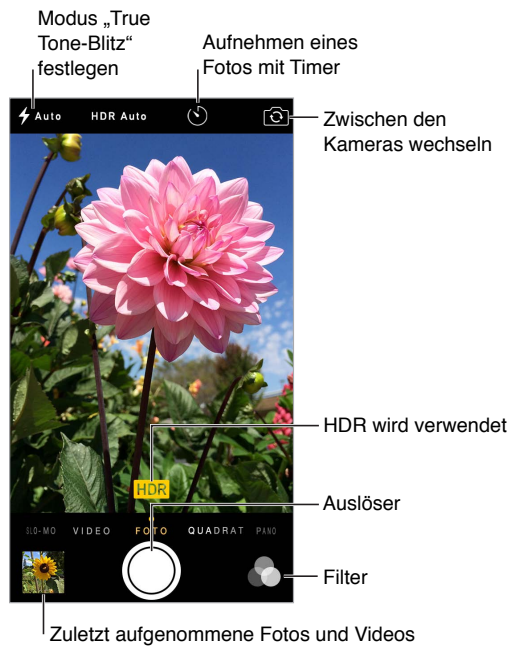 Modus „True
Tone-Blitz“
festlegen
Aufnehmen eines
Fotos mit Timer
Auto
HDR Auto
Zwischen den
Kameras wechseln
HDR wird verwendet
HDR
Auslöser
SLO-MO VIDEO FOTO QUADRAT PANO
Filter
Zuletzt aufgenommene Fotos und Videos